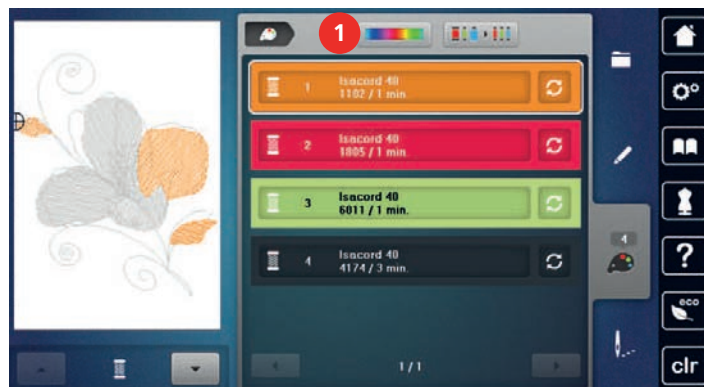 1
1
Isacord 40
1102 / 1 min.
2
Isacord 40
1805 / 1 min.
3
Isacord 40
6011 / 1 min.
4
Isacord 40
4174 / 3 min.
1/1
4
?
eco
clr